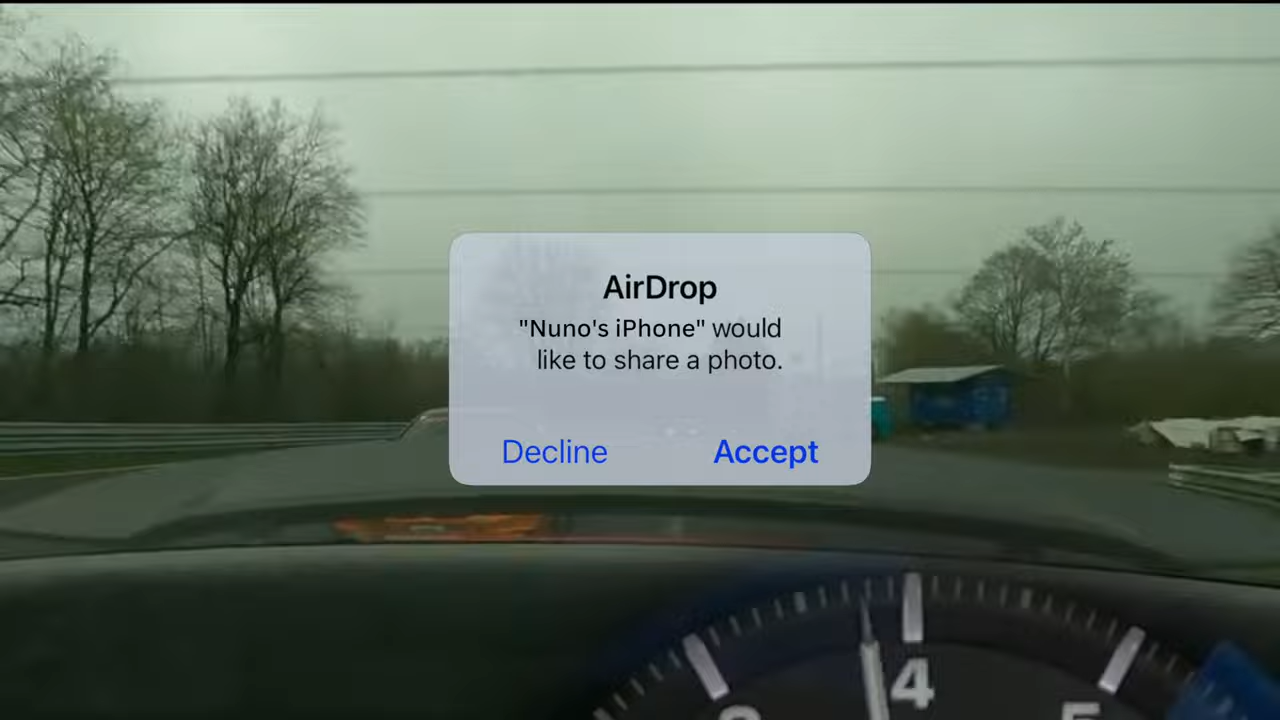 AirDrop
"Nuno's iPhone" would
like to share a photo.
Decline
Accept
4